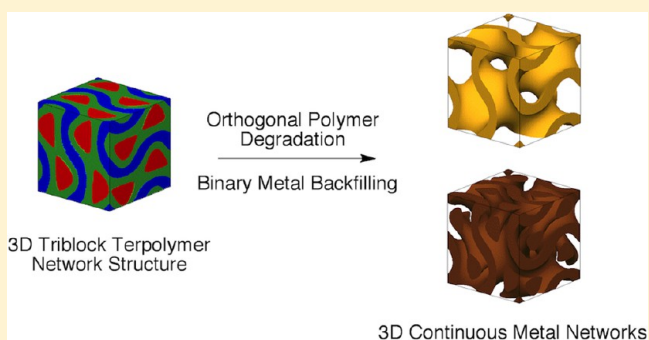 Orthogonal Polymer
Degradation
Binary Metal Backfilling
3D Triblock Terpolymer
Network Structure
3D Continuous Metal Networks